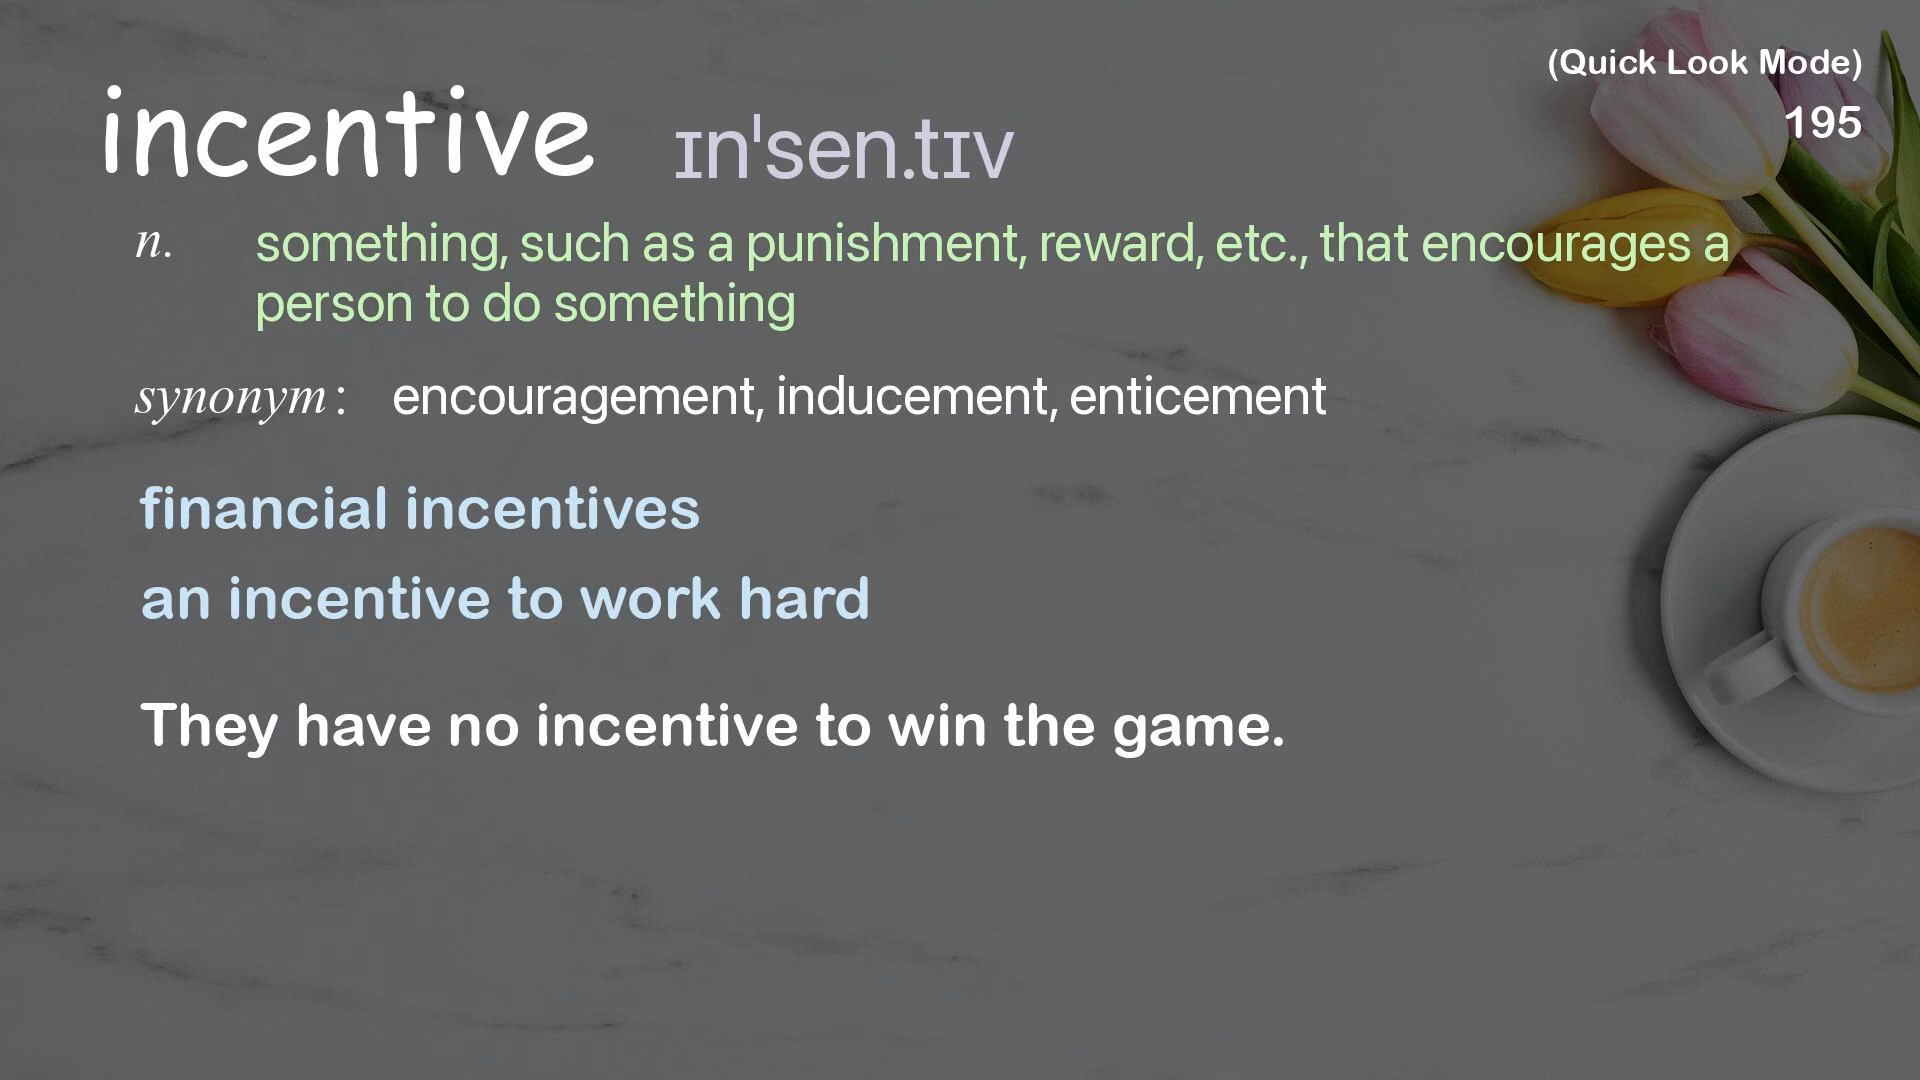 (Quick Look Mode)
195
incentive ɪnˈsen.tɪv
n. something, such as a punishment, reward, etc., that encourages a
person to do something
synonym: encouragement, inducement, enticement
financial incentives
an incentive to work hard
They have no incentive to win the game.